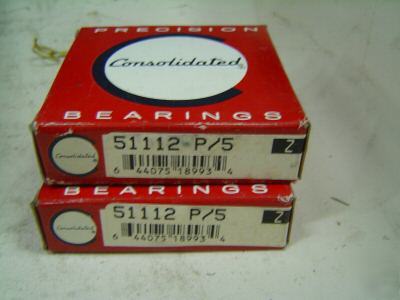 PRECISION
Consolidated
BEARINGS
Consolidated
51112 P/5
Z
6 44075 18993 4
BEARINGS
Consolidated
51112 P/5
Z
6 44075 18993 4